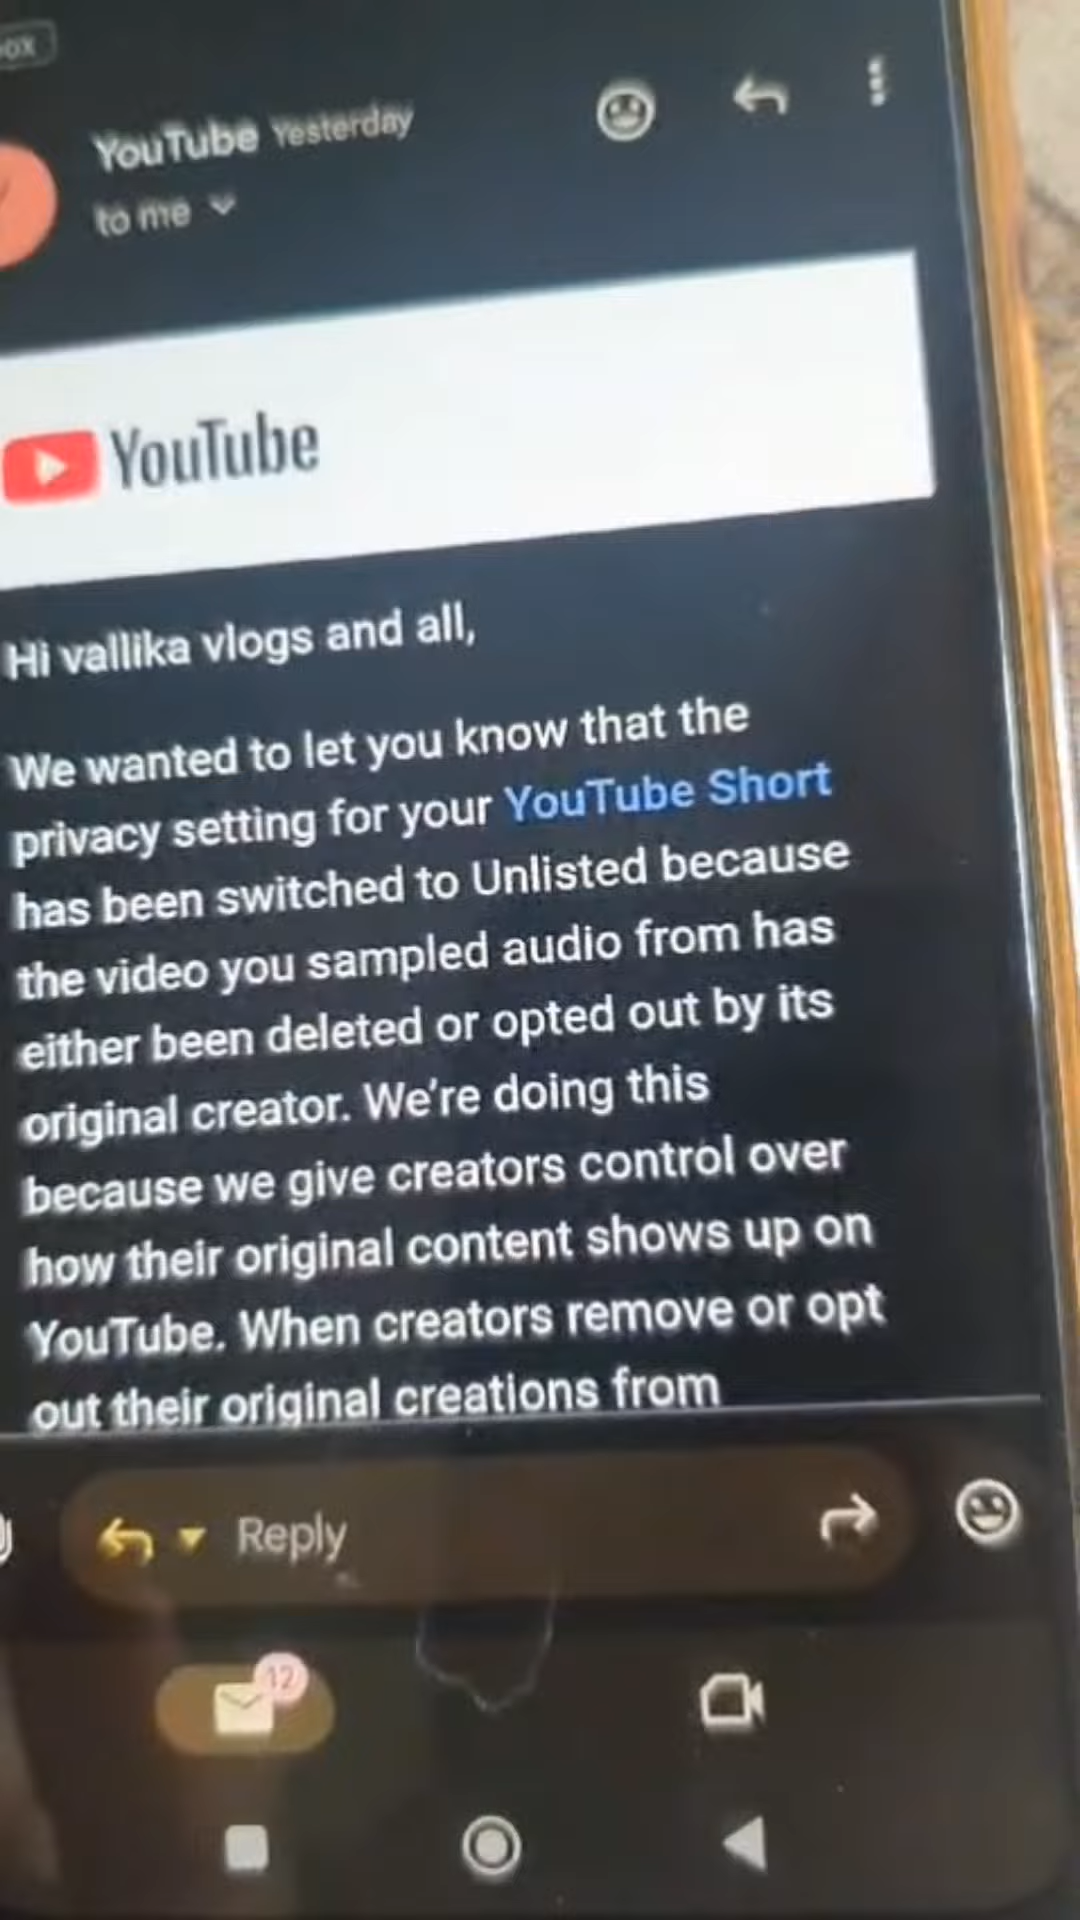 YouTube Yesterday
to me
YouTube
Hi vallika vlogs and all,
We wanted to let you know that the
privacy setting for your YouTube Short
has been switched to Unlisted because
the video you sampled audio from has
either been deleted or opted out by its
original creator. We're doing this
because we give creators control over
how their original content shows up on
YouTube. When creators remove or opt
out their original creations from
Reply
12